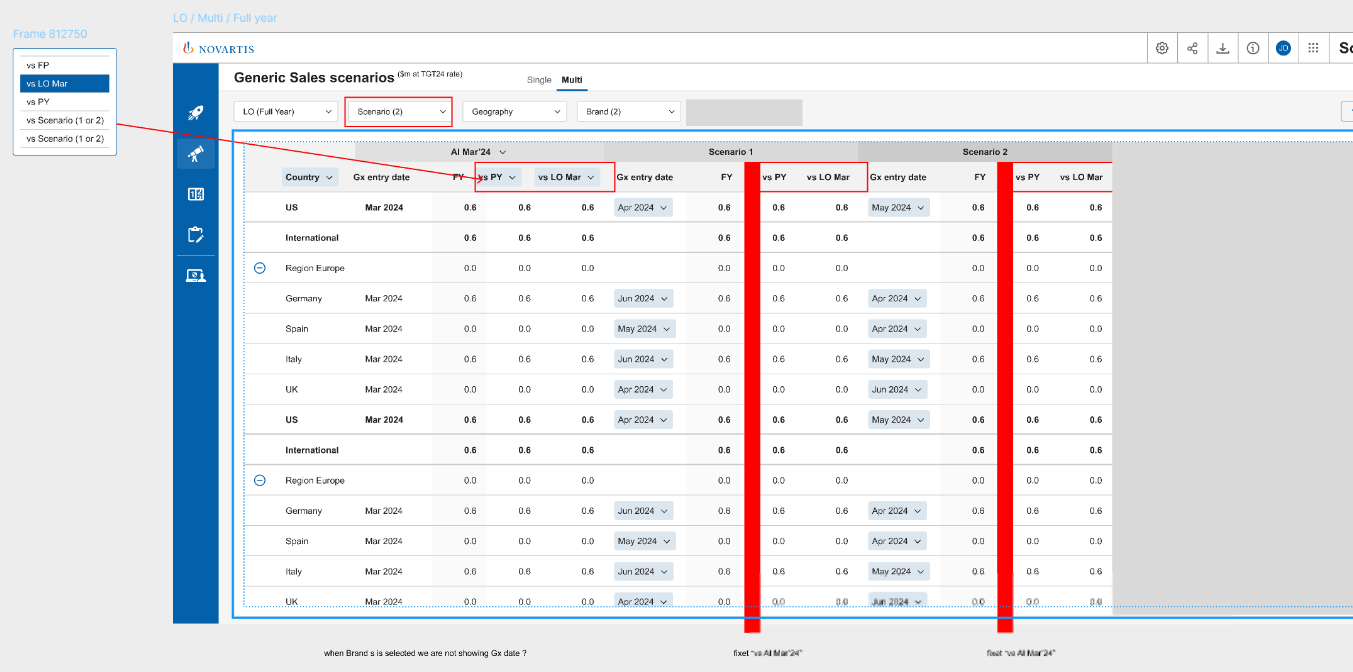 LO / Multi / Full year
Frame 812750
vs FP
vs LO Mar
vs PY
vs Scenario (1 or 2)
vs Scenario (1 or 2)
NOVARTIS
JO
Sc
Generic Sales scenarios ($m at TGT24 rate)
Single Multi
LO (Full Year) Scenario (2) Geography Brand (2)
AI Mar'24 Scenario 1 Scenario 2
Country Gx entry date FY vs PY vs LO Mar Gx entry date FY vs PY vs LO Mar Gx entry date FY vs PY vs LO Mar
US Mar 2024 0.6 0.6 0.6 Apr 2024 0.6 0.6 0.6 May 2024 0.6 0.6 0.6
International 0.6 0.6 0.6 0.6 0.6 0.6 0.6 0.6 0.6
Region Europe 0.0 0.0 0.0 0.0 0.0 0.0 0.0 0.0 0.0
Germany Mar 2024 0.6 0.6 0.6 Jun 2024 0.6 0.6 0.6 Apr 2024 0.6 0.6 0.6
Spain Mar 2024 0.0 0.0 0.0 May 2024 0.0 0.0 0.0 Apr 2024 0.0 0.0 0.0
Italy Mar 2024 0.6 0.6 0.6 Jun 2024 0.6 0.6 0.6 May 2024 0.6 0.6 0.6
UK Mar 2024 0.0 0.0 0.0 Apr 2024 0.0 0.0 0.0 Jun 2024 0.0 0.0 0.0
US Mar 2024 0.6 0.6 0.6 Apr 2024 0.6 0.6 0.6 May 2024 0.6 0.6 0.6
International 0.6 0.6 0.6 0.6 0.6 0.6 0.6 0.6 0.6
Region Europe 0.0 0.0 0.0 0.0 0.0 0.0 0.0 0.0 0.0
Germany Mar 2024 0.6 0.6 0.6 Jun 2024 0.6 0.6 0.6 Apr 2024 0.6 0.6 0.6
Spain Mar 2024 0.0 0.0 0.0 May 2024 0.0 0.0 0.0 Apr 2024 0.0 0.0 0.0
Italy Mar 2024 0.6 0.6 0.6 Jun 2024 0.6 0.6 0.6 May 2024 0.6 0.6 0.6
UK Mar 2024 0.0 0.0 0.0 Apr 2024 0.0 0.0 0.0 Jun 2024 0.0 0.0 0.0
when Brand s is selected we are not showing Gx date ? fixet "vs AI Mar'24" fixet "vs AI Mar'24"